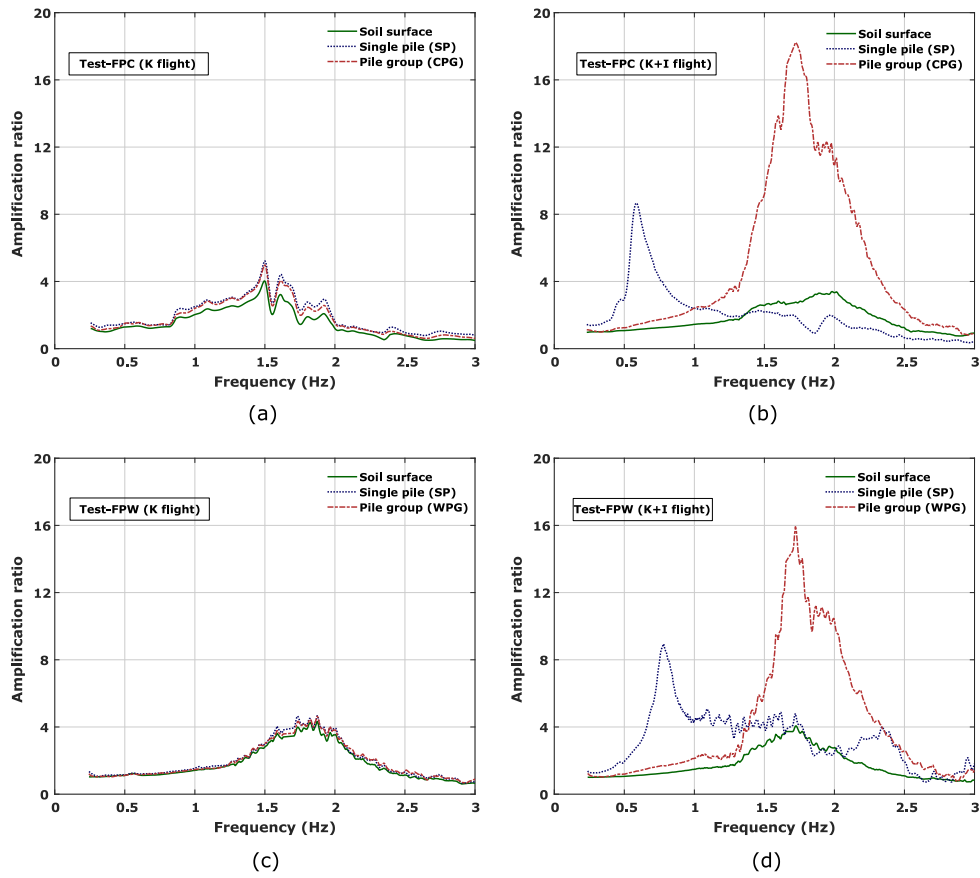 20
16
12
8
4
0
Amplification ratio
Test-FPC (K flight)
Soil surface
Single pile (SP)
Pile group (CPG)
0 0.5 1 1.5 2 2.5 3
Frequency (Hz)
(a)
20
16
12
8
4
0
Amplification ratio
Test-FPC (K+I flight)
Soil surface
Single pile (SP)
Pile group (CPG)
0 0.5 1 1.5 2 2.5 3
Frequency (Hz)
(b)
20
16
12
8
4
0
Amplification ratio
Test-FPW (K flight)
Soil surface
Single pile (SP)
Pile group (WPG)
0 0.5 1 1.5 2 2.5 3
Frequency (Hz)
(c)
20
16
12
8
4
0
Amplification ratio
Test-FPW (K+I flight)
Soil surface
Single pile (SP)
Pile group (WPG)
0 0.5 1 1.5 2 2.5 3
Frequency (Hz)
(d)